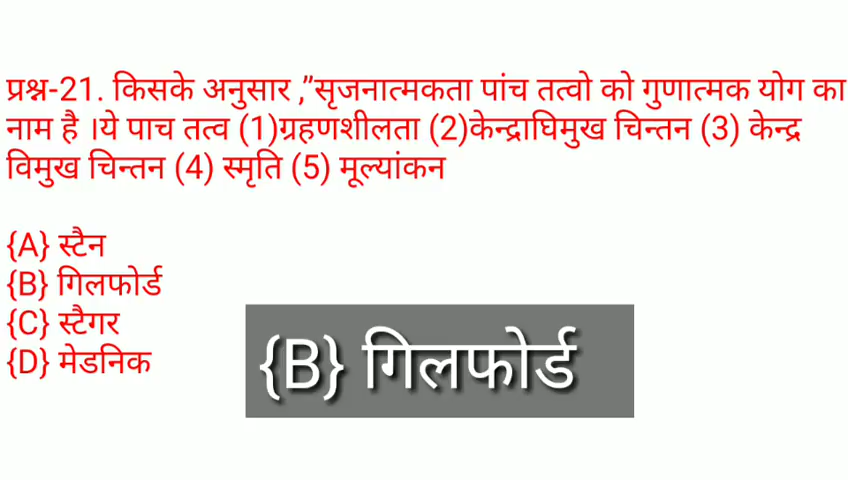 प्रश्न-21. किसके अनुसार ,”सृजनात्मकता पांच तत्वो को गुणात्मक योग का
नाम है ।ये पाच तत्व (1)ग्रहणशीलता (2)केन्द्राघिमुख चिन्तन (3) केन्द्र
विमुख चिन्तन (4) स्मृति (5) मूल्यांकन
{A} स्टैन
{B} गिलफोर्ड
{C} स्टैगर
{D} मेडनिक
{B} गिलफोर्ड